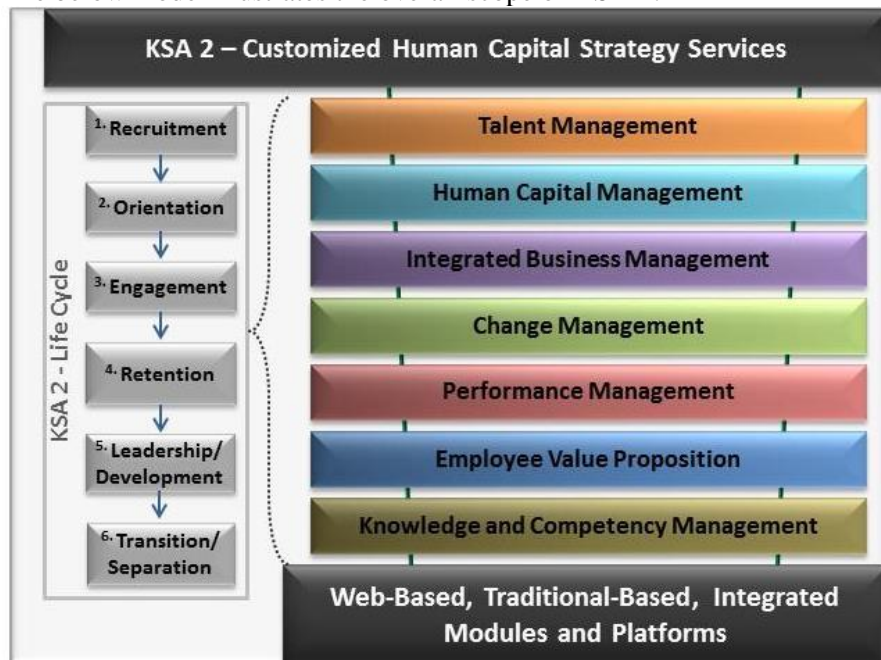 KSA 2 – Customized Human Capital Strategy Services
KSA 2 - Life Cycle
1. Recruitment
2. Orientation
3. Engagement
4. Retention
5. Leadership/
Development
6. Transition/
Separation
Talent Management
Human Capital Management
Integrated Business Management
Change Management
Performance Management
Employee Value Proposition
Knowledge and Competency Management
Web-Based, Traditional-Based, Integrated
Modules and Platforms